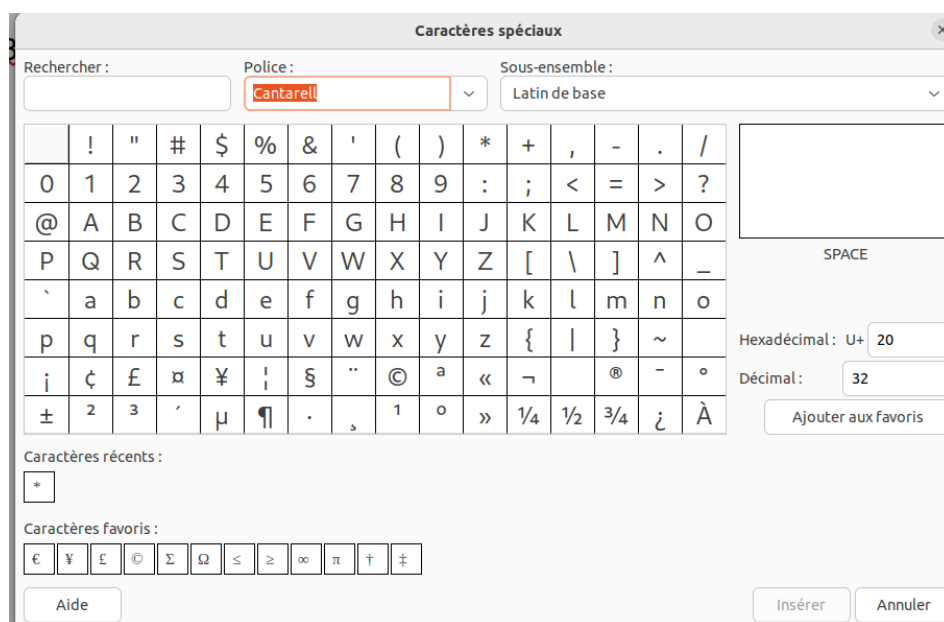 Caractères spéciaux
Rechercher :
Police :
Sous-ensemble :
Cantarell
Latin de base
! " # $ % & ' ( ) * + , - . /
0 1 2 3 4 5 6 7 8 9 : ; < = > ?
@ A B C D E F G H I J K L M N O
P Q R S T U V W X Y Z [ \ ] ^ _
` a b c d e f g h i j k l m n o
p q r s t u v w x y z { | } ~
¡ ¢ £ ¤ ¥ ¦ § ¨ © ª « ¬ ® ¯ °
± ² ³ ´ µ ¶ · ¸ ¹ º » ¼ ½ ¾ ¿ À
SPACE
Hexadécimal : U+ 20
Décimal : 32
Ajouter aux favoris
Caractères récents :
*
Caractères favoris :
€ ¥ £ © Σ Ω ≤ ≥ ∞ π † ‡
Aide
Insérer
Annuler